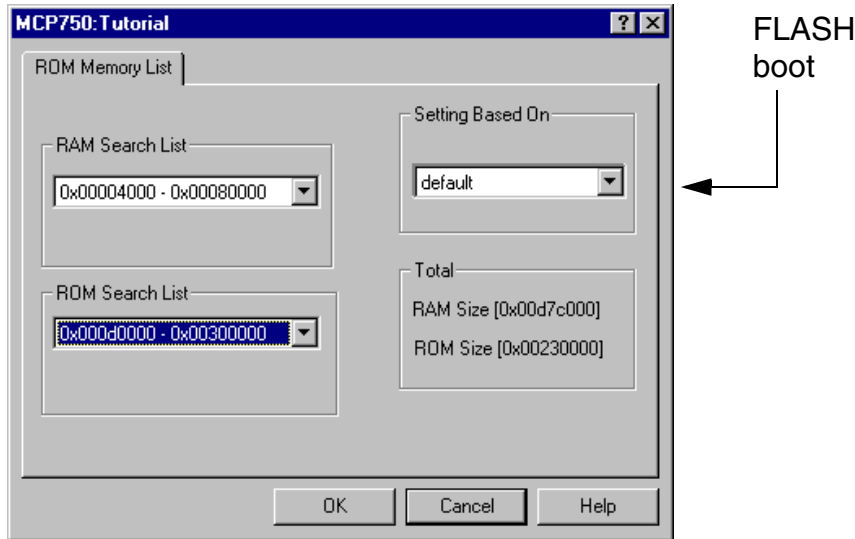 MCP750:Tutorial
FLASH
boot
ROM Memory List
RAM Search List
0x00004000 - 0x00080000
ROM Search List
0x000d0000 - 0x00300000
Setting Based On
default
Total
RAM Size [0x00d7c000]
ROM Size [0x00230000]
OK
Cancel
Help